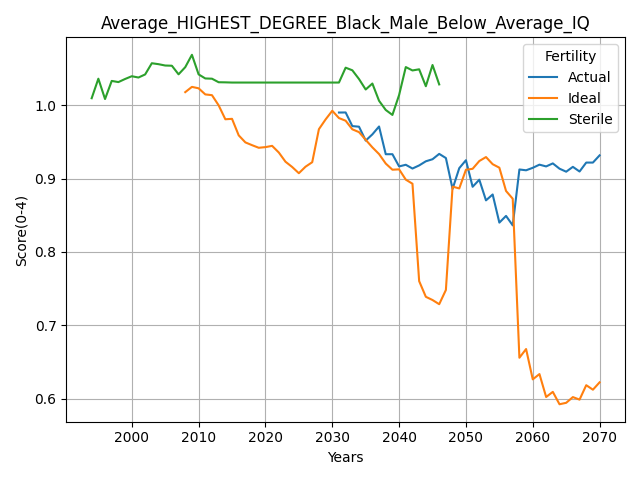 Average_HIGHEST_DEGREE_Black_Male_Below_Average_IQ
Fertility
Actual
Ideal
Sterile
Score(0-4)
1.0
0.9
0.8
0.7
0.6
2000 2010 2020 2030 2040 2050 2060 2070
Years